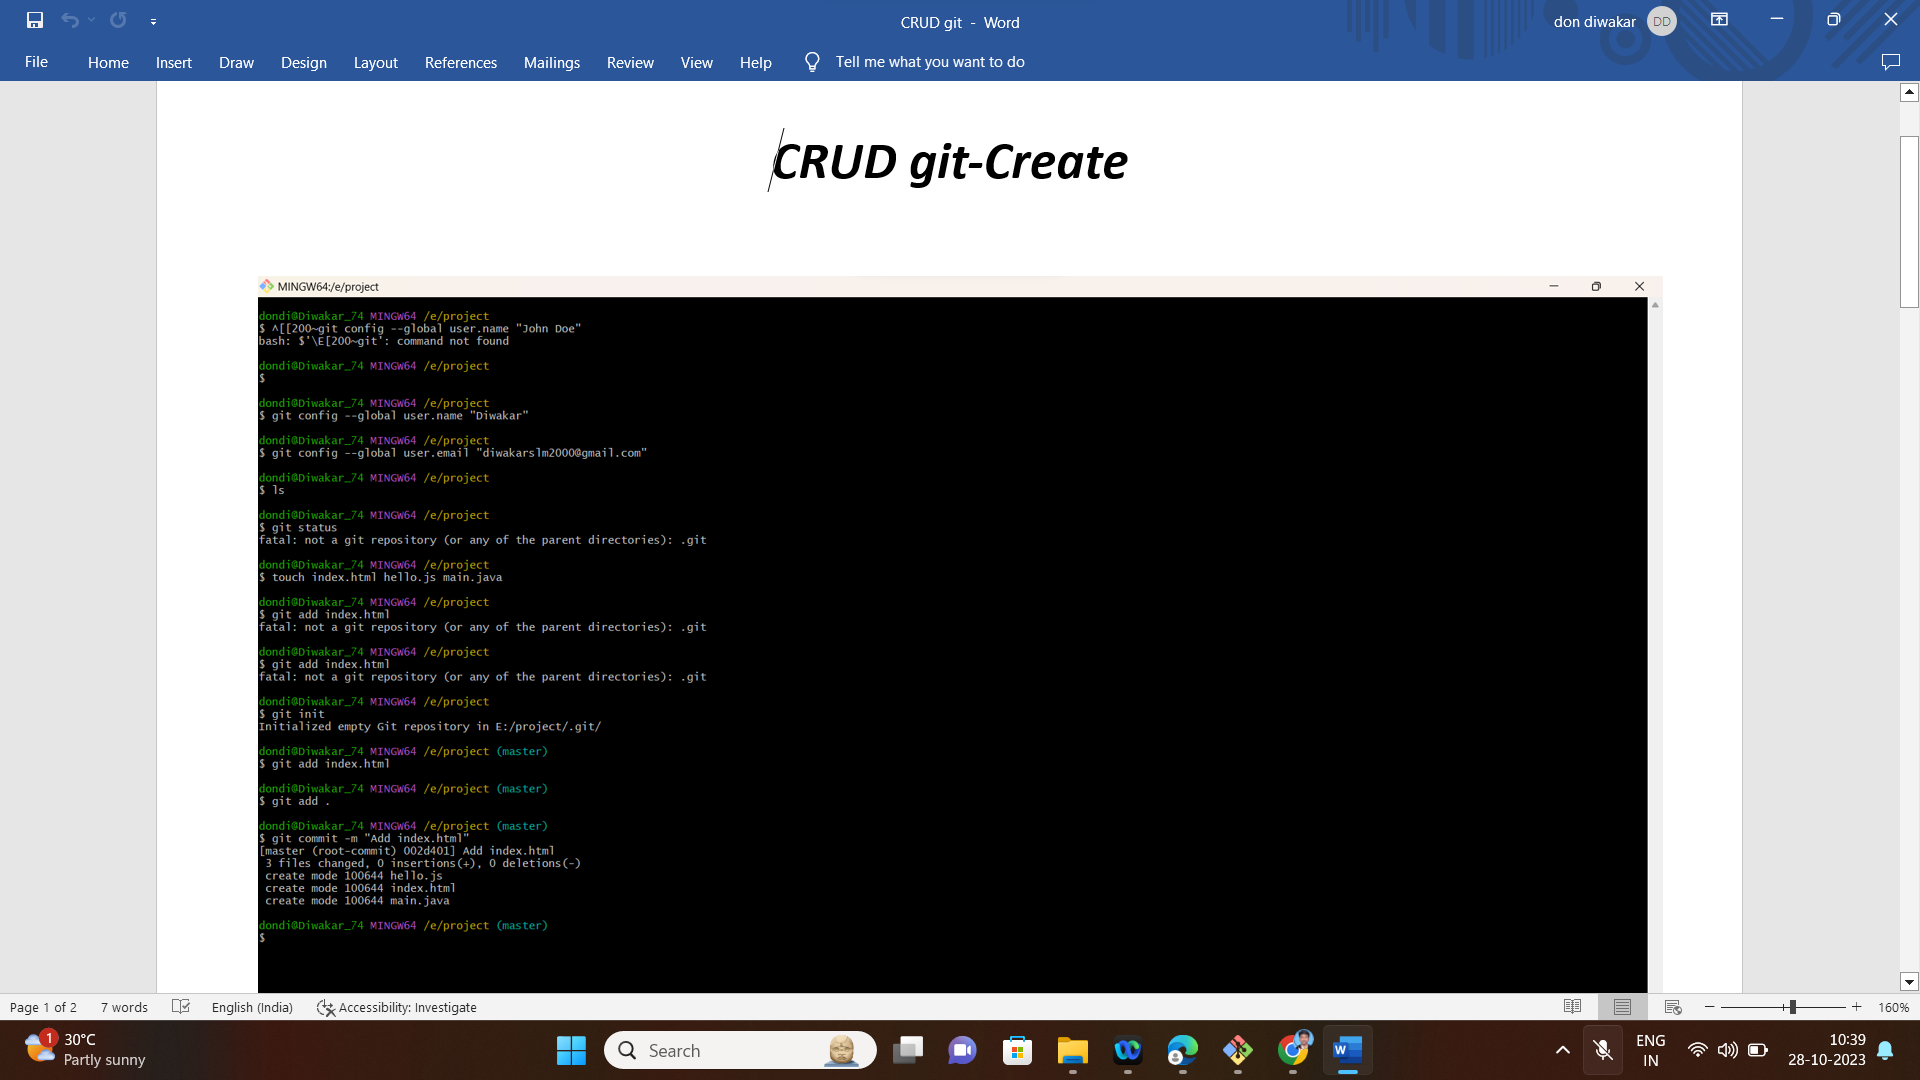 CRUD git - Word
don diwakar DD
File Home Insert Draw Design Layout References Mailings Review View Help Tell me what you want to do
CRUD git-Create
MINGW64:/e/project
dondi@Diwakar_74 MINGW64 /e/project
$ ^[[200~git config --global user.name "John Doe"
bash: $'\E[200~git': command not found
dondi@Diwakar_74 MINGW64 /e/project
$
dondi@Diwakar_74 MINGW64 /e/project
$ git config --global user.name "Diwakar"
dondi@Diwakar_74 MINGW64 /e/project
$ git config --global user.email "diwakarslm2000@gmail.com"
dondi@Diwakar_74 MINGW64 /e/project
$ ls
dondi@Diwakar_74 MINGW64 /e/project
$ git status
fatal: not a git repository (or any of the parent directories): .git
dondi@Diwakar_74 MINGW64 /e/project
$ touch index.html hello.js main.java
dondi@Diwakar_74 MINGW64 /e/project
$ git add index.html
fatal: not a git repository (or any of the parent directories): .git
dondi@Diwakar_74 MINGW64 /e/project
$ git add index.html
fatal: not a git repository (or any of the parent directories): .git
dondi@Diwakar_74 MINGW64 /e/project
$ git init
Initialized empty Git repository in E:/project/.git/
dondi@Diwakar_74 MINGW64 /e/project (master)
$ git add index.html
dondi@Diwakar_74 MINGW64 /e/project (master)
$ git add .
dondi@Diwakar_74 MINGW64 /e/project (master)
$ git commit -m "Add index.html"
[master (root-commit) 002d401] Add index.html
3 files changed, 0 insertions(+), 0 deletions(-)
create mode 100644 hello.js
create mode 100644 index.html
create mode 100644 main.java
dondi@Diwakar_74 MINGW64 /e/project (master)
$
Page 1 of 2 7 words English (India) Accessibility: Investigate 160%
1 30°C
Partly sunny
Search
ENG
IN
10:39
28-10-2023